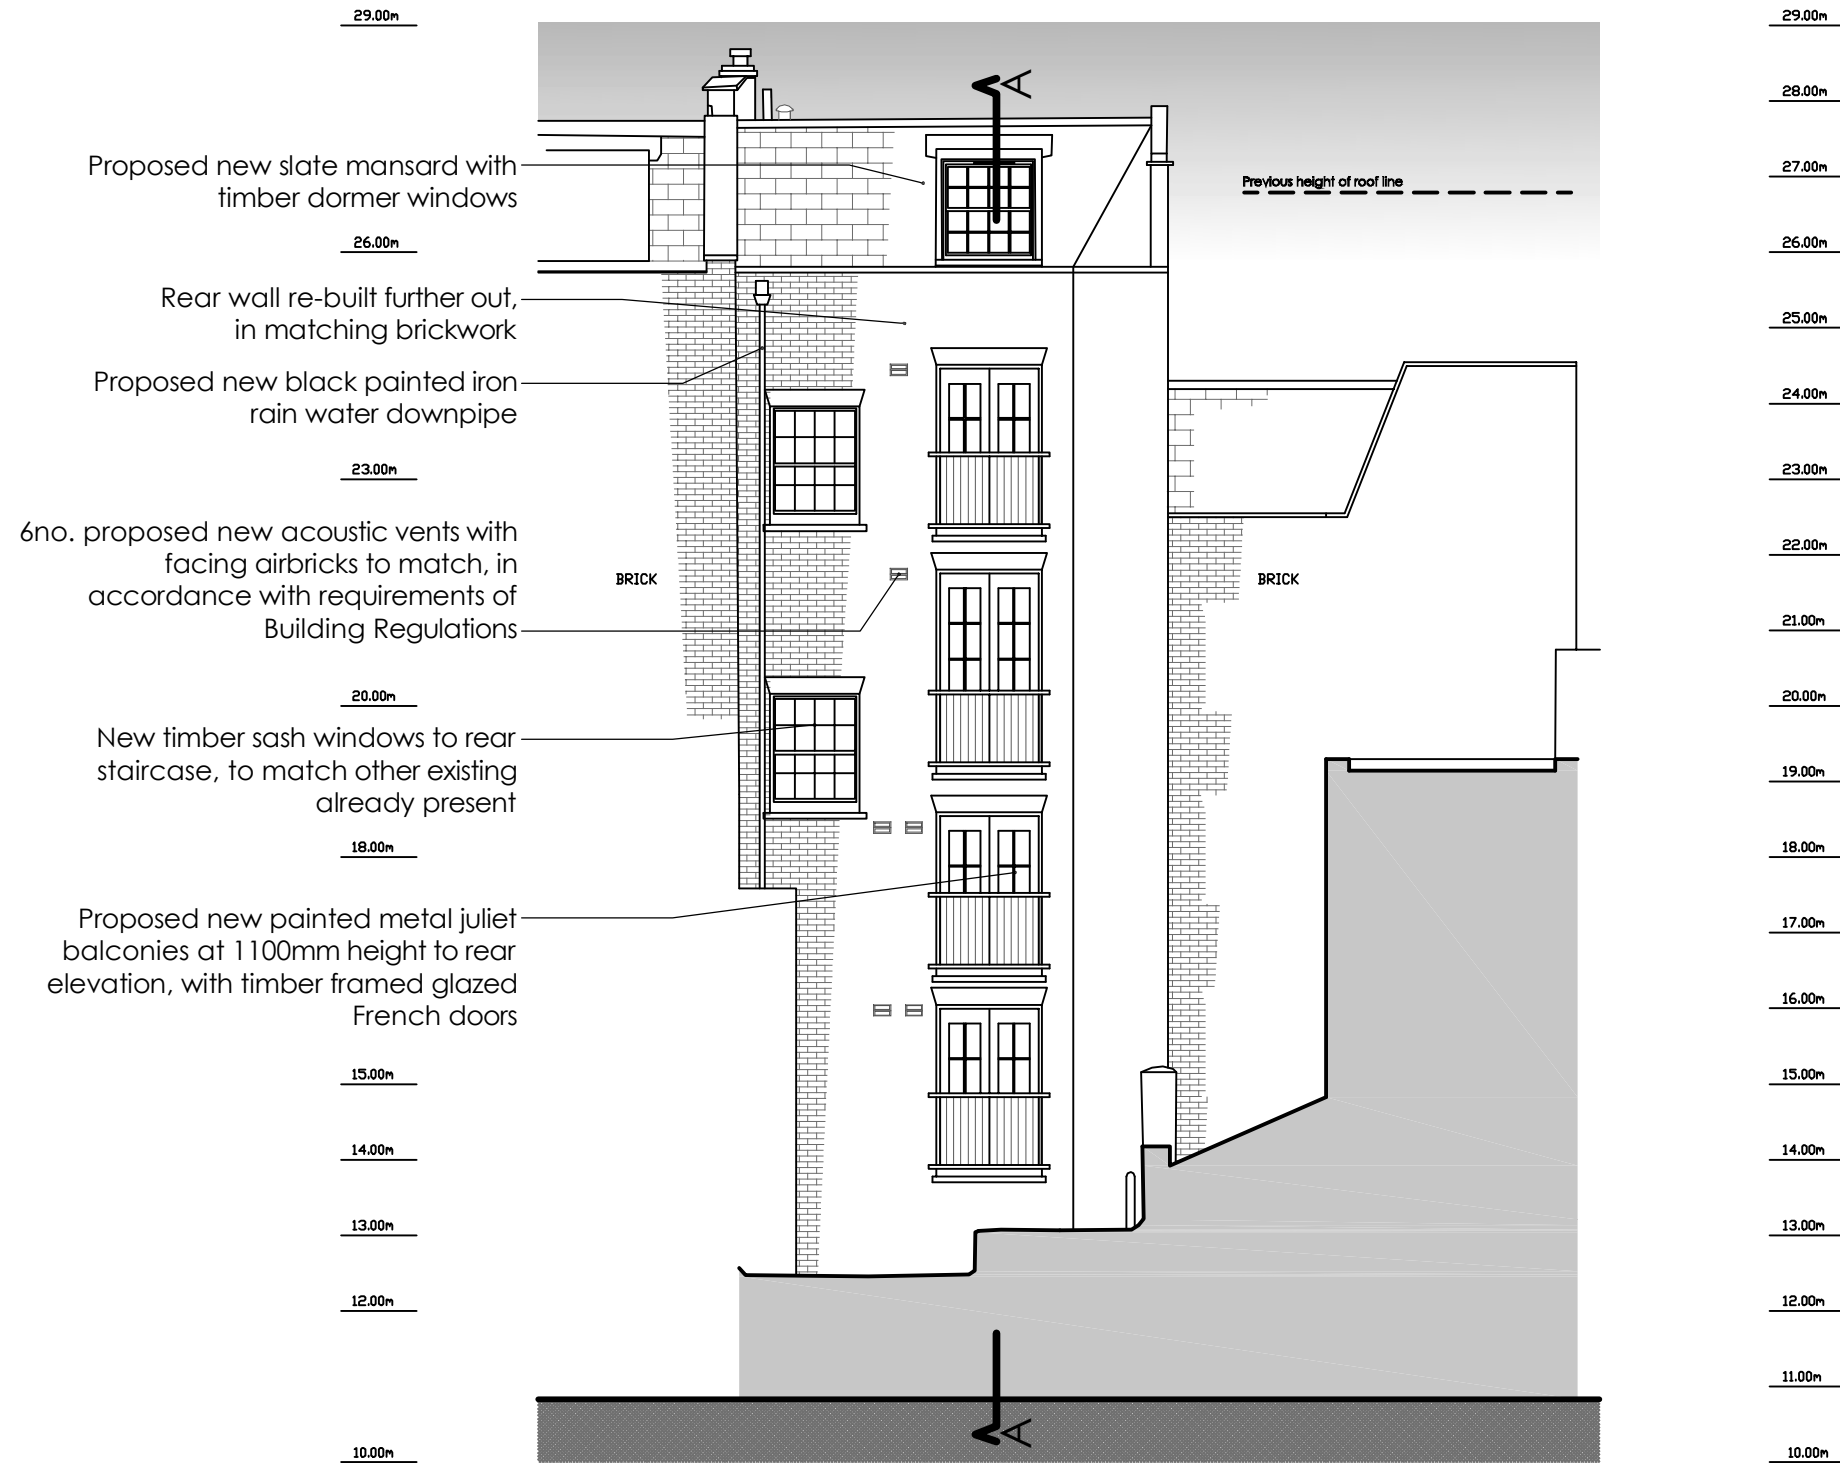 29.00m
29.00m
28.00m
A
Proposed new slate mansard with
timber dormer windows
Previous height of roof line
27.00m
26.00m
26.00m
Rear wall re-built further out,
in matching brickwork
25.00m
Proposed new black painted iron
rain water downpipe
24.00m
23.00m
23.00m
6no. proposed new acoustic vents with
facing airbricks to match, in
accordance with requirements of
Building Regulations
BRICK
BRICK
22.00m
21.00m
20.00m
20.00m
New timber sash windows to rear
staircase, to match other existing
already present
19.00m
18.00m
18.00m
Proposed new painted metal juliet
balconies at 1100mm height to rear
elevation, with timber framed glazed
French doors
17.00m
16.00m
15.00m
15.00m
14.00m
14.00m
13.00m
13.00m
12.00m
12.00m
11.00m
A
10.00m
10.00m